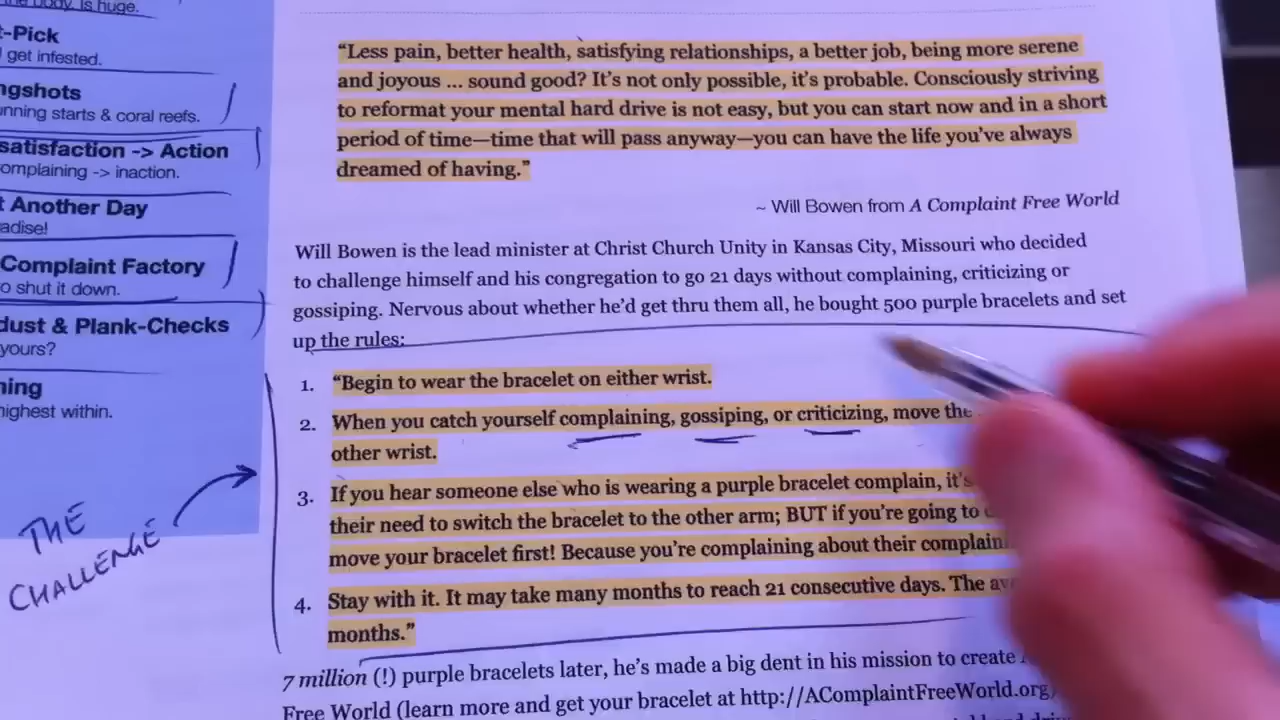 the body, is huge.
-Pick
get infested.
ngshots
nning starts & coral reefs.
satisfaction -> Action
omplaining -> inaction.
t Another Day
adise!
Complaint Factory
o shut it down.
dust & Plank-Checks
yours?
ning
highest within.
THE
CHALLENGE
“Less pain, better health, satisfying relationships, a better job, being more serene
and joyous ... sound good? It’s not only possible, it’s probable. Consciously striving
to reformat your mental hard drive is not easy, but you can start now and in a short
period of time—time that will pass anyway—you can have the life you’ve always
dreamed of having.”
~ Will Bowen from A Complaint Free World
Will Bowen is the lead minister at Christ Church Unity in Kansas City, Missouri who decided
to challenge himself and his congregation to go 21 days without complaining, criticizing or
gossiping. Nervous about whether he’d get thru them all, he bought 500 purple bracelets and set
up the rules:
1. “Begin to wear the bracelet on either wrist.
2. When you catch yourself complaining, gossiping, or criticizing, move the
other wrist.
3. If you hear someone else who is wearing a purple bracelet complain, it’s
their need to switch the bracelet to the other arm; BUT if you’re going to
move your bracelet first! Because you’re complaining about their complain
4. Stay with it. It may take many months to reach 21 consecutive days. The av
months.”
7 million (!) purple bracelets later, he’s made a big dent in his mission to create
Free World (learn more and get your bracelet at http://AComplaintFreeWorld.org)